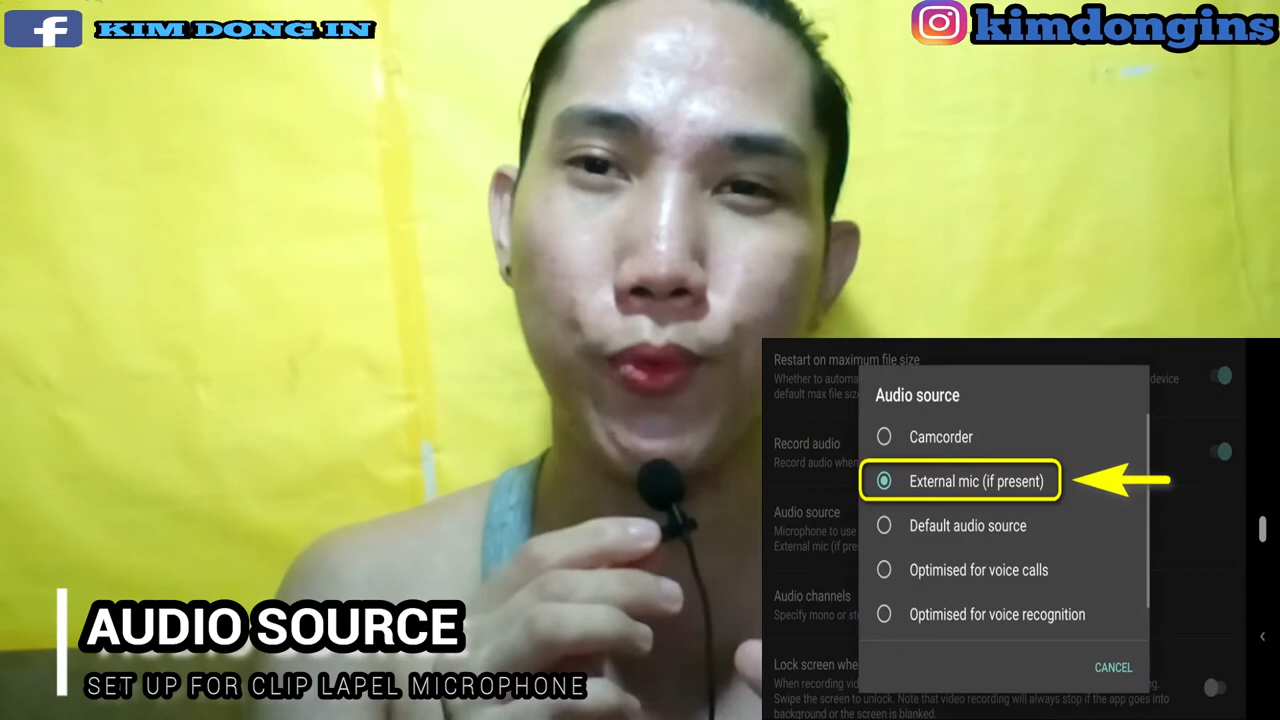 f KIM DONG IN
kimdongins
Restart on maximum file size
Whether to automa
device
default max file size
Audio source
Camcorder
Record audio
Record audio when
External mic (if present)
Audio source
Microphone to use
External mic (if pre
Default audio source
Optimised for voice calls
Audio channels
Specify mono or ste
Optimised for voice recognition
CANCEL
Lock screen whe
When recording vid
Swipe the screen to unlock. Note that video recording will always stop if the app goes into
background or the screen is blanked.
AUDIO SOURCE
SET UP FOR CLIP LAPEL MICROPHONE